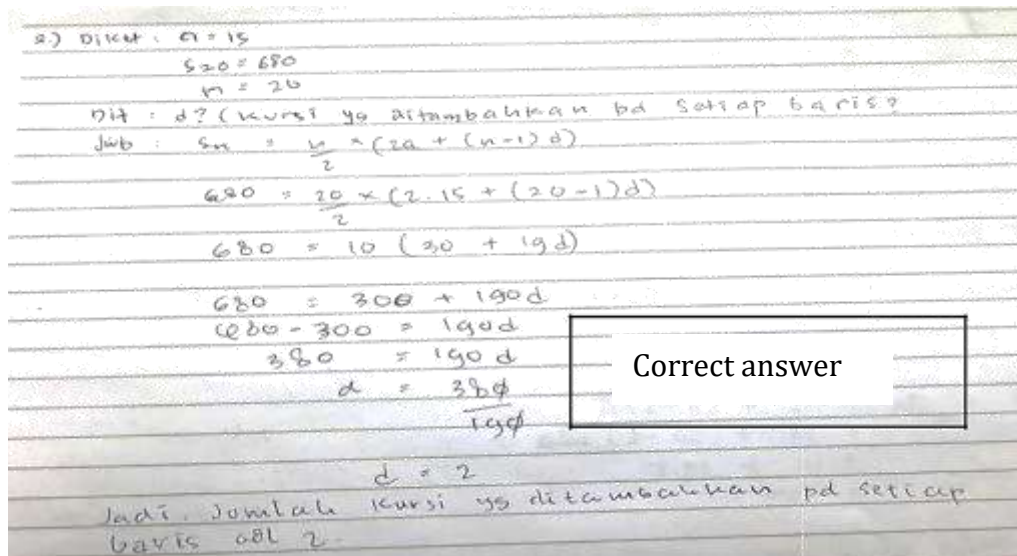 2.) Diket : a = 15
S20 = 680
n = 20
Dit : d? (kursi yg ditambahkan pd setiap baris?
Jwb : Sn = n/2 × (2a + (n-1) d)
680 = 20/2 × (2.15 + (20-1)d)
680 = 10 (30 + 19d)
680 = 300 + 190d
680 - 300 = 190d
380 = 190 d
Correct answer
d = 380/190
d = 2
Jadi. Jumlah kursi yg ditambahkan pd setiap
baris adl 2.